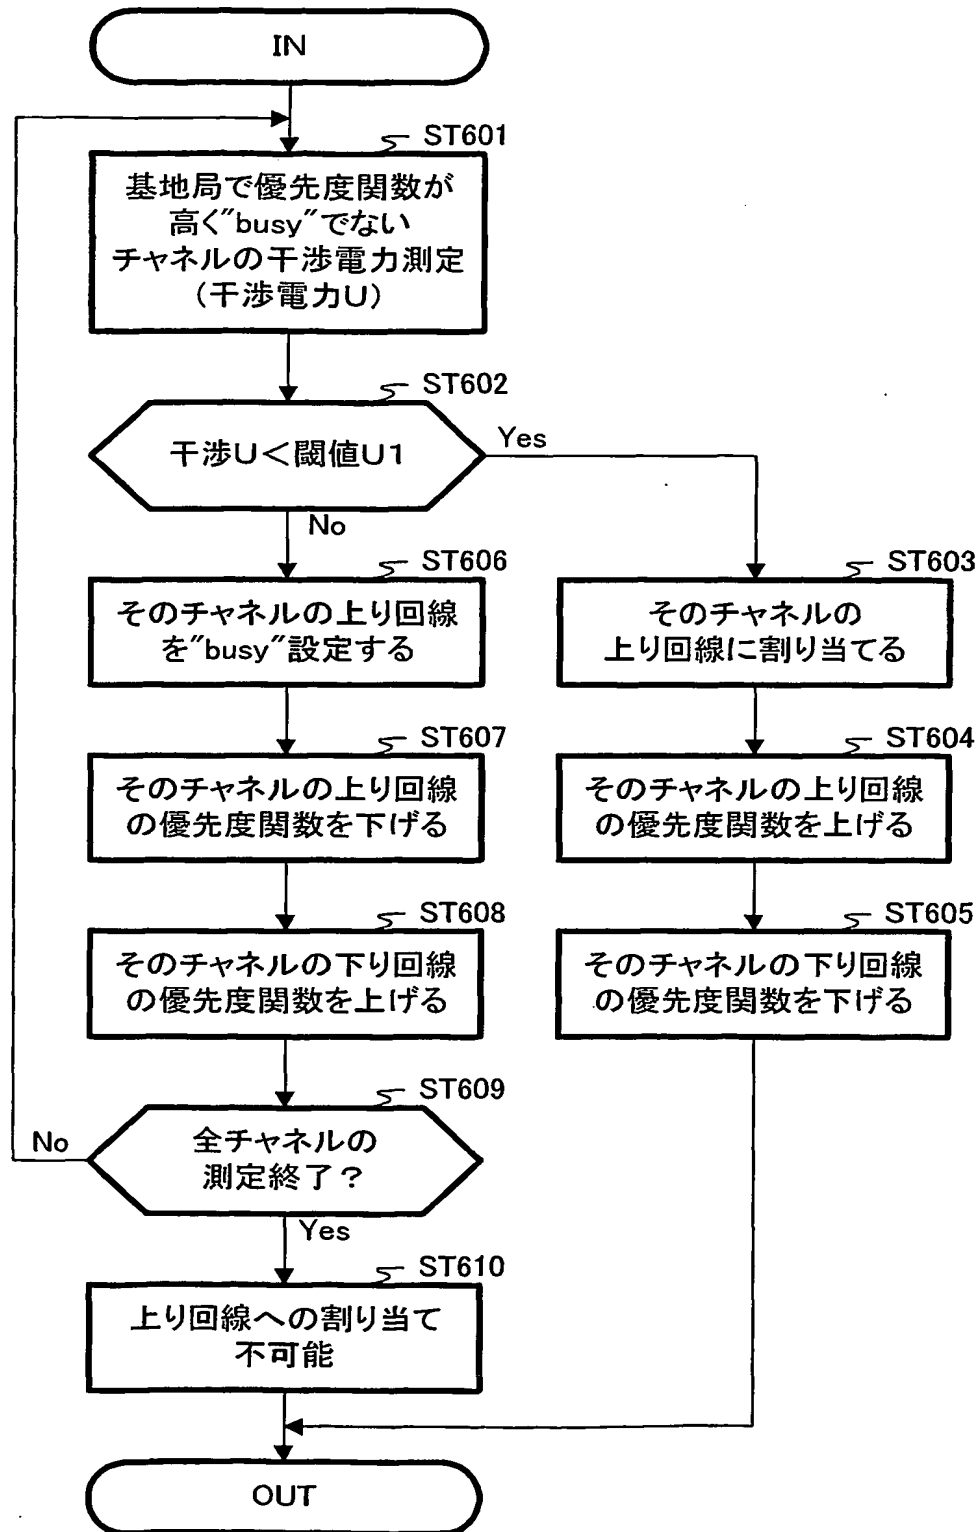 IN
ST601
基地局で優先度関数が
高く"busy"でない
チャネルの干渉電力測定
(干渉電力U)
ST602
干渉U<閾値U1
Yes
No
ST606
そのチャネルの上り回線
を"busy"設定する
ST607
そのチャネルの上り回線
の優先度関数を下げる
ST608
そのチャネルの下り回線
の優先度関数を上げる
ST603
そのチャネルの
上り回線に割り当てる
ST604
そのチャネルの上り回線
の優先度関数を上げる
ST605
そのチャネルの下り回線
の優先度関数を下げる
ST609
No
全チャネルの
測定終了?
Yes
ST610
上り回線への割り当て
不可能
OUT